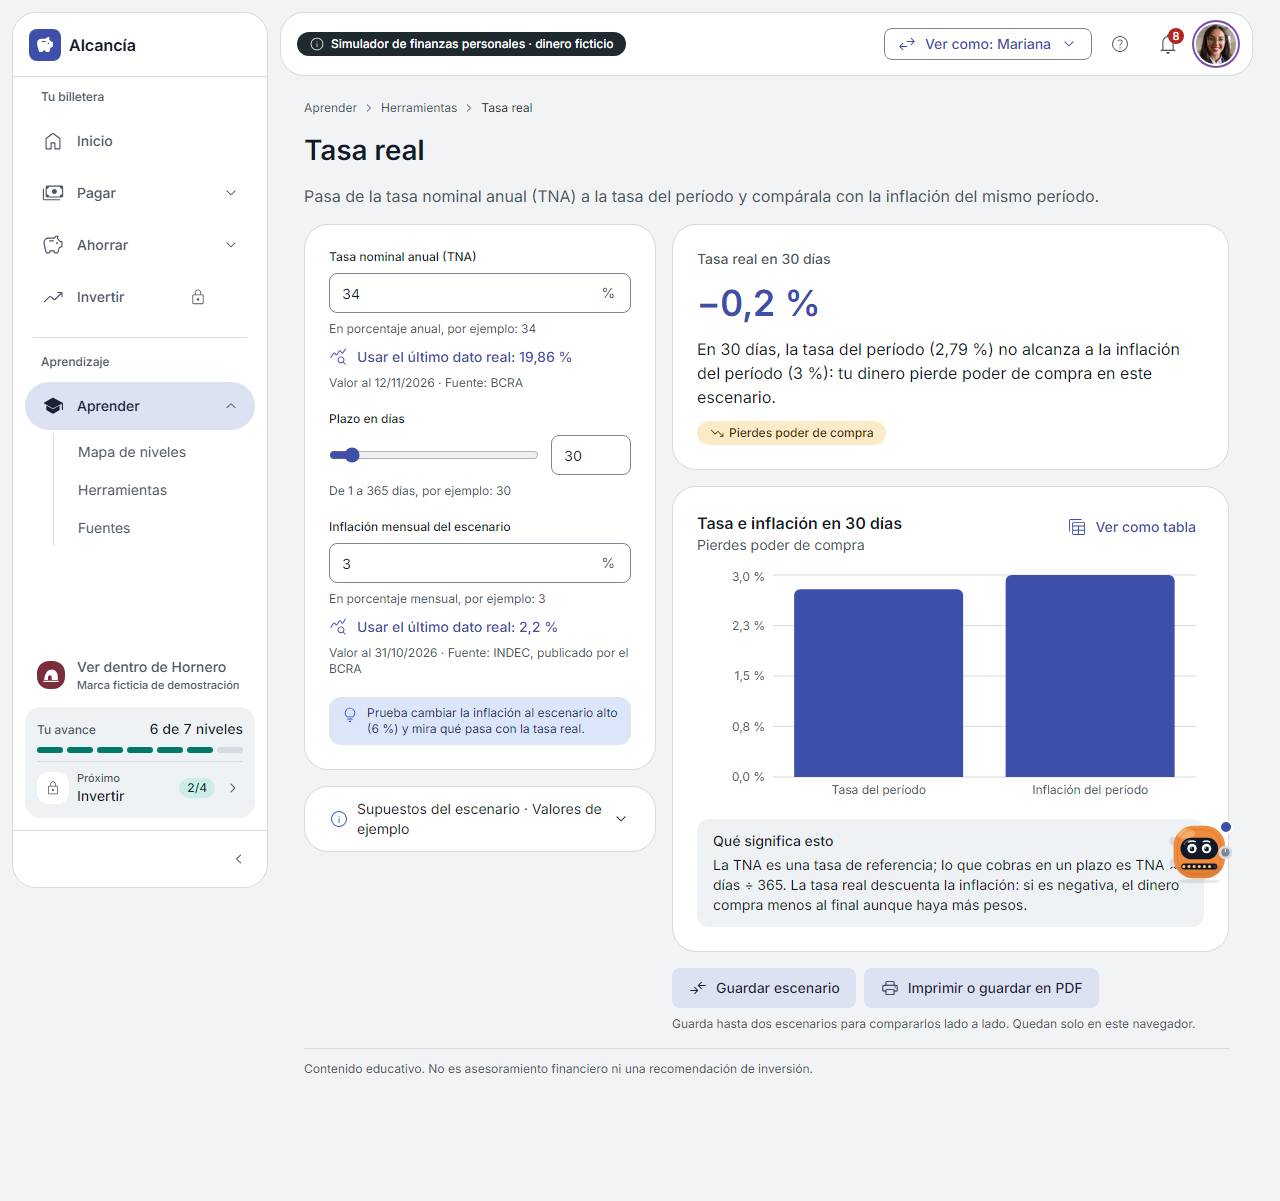 Alcancía
Simulador de finanzas personales · dinero ficticio
Ver como: Mariana
8
Tu billetera
Inicio
Pagar
Ahorrar
Invertir
Aprendizaje
Aprender
Mapa de niveles
Herramientas
Fuentes
Ver dentro de Hornero
Marca ficticia de demostración
Tu avance
6 de 7 niveles
Próximo
Invertir
2/4
Aprender
Herramientas
Tasa real
Tasa real
Pasa de la tasa nominal anual (TNA) a la tasa del período y compárala con la inflación del mismo período.
Tasa nominal anual (TNA)
34 %
En porcentaje anual, por ejemplo: 34
Usar el último dato real: 19,86 %
Valor al 12/11/2026 · Fuente: BCRA
Plazo en días
30
De 1 a 365 días, por ejemplo: 30
Inflación mensual del escenario
3 %
En porcentaje mensual, por ejemplo: 3
Usar el último dato real: 2,2 %
Valor al 31/10/2026 · Fuente: INDEC, publicado por el
BCRA
Prueba cambiar la inflación al escenario alto
(6 %) y mira qué pasa con la tasa real.
Supuestos del escenario · Valores de
ejemplo
Tasa real en 30 días
−0,2 %
En 30 días, la tasa del período (2,79 %) no alcanza a la inflación
del período (3 %): tu dinero pierde poder de compra en este
escenario.
Pierdes poder de compra
Tasa e inflación en 30 días
Pierdes poder de compra
Ver como tabla
3,0 %
2,3 %
1,5 %
0,8 %
0,0 %
Tasa del período
Inflación del período
Qué significa esto
La TNA es una tasa de referencia; lo que cobras en un plazo es TNA ×
días ÷ 365. La tasa real descuenta la inflación: si es negativa, el dinero
compra menos al final aunque haya más pesos.
Guardar escenario
Imprimir o guardar en PDF
Guarda hasta dos escenarios para compararlos lado a lado. Quedan solo en este navegador.
Contenido educativo. No es asesoramiento financiero ni una recomendación de inversión.